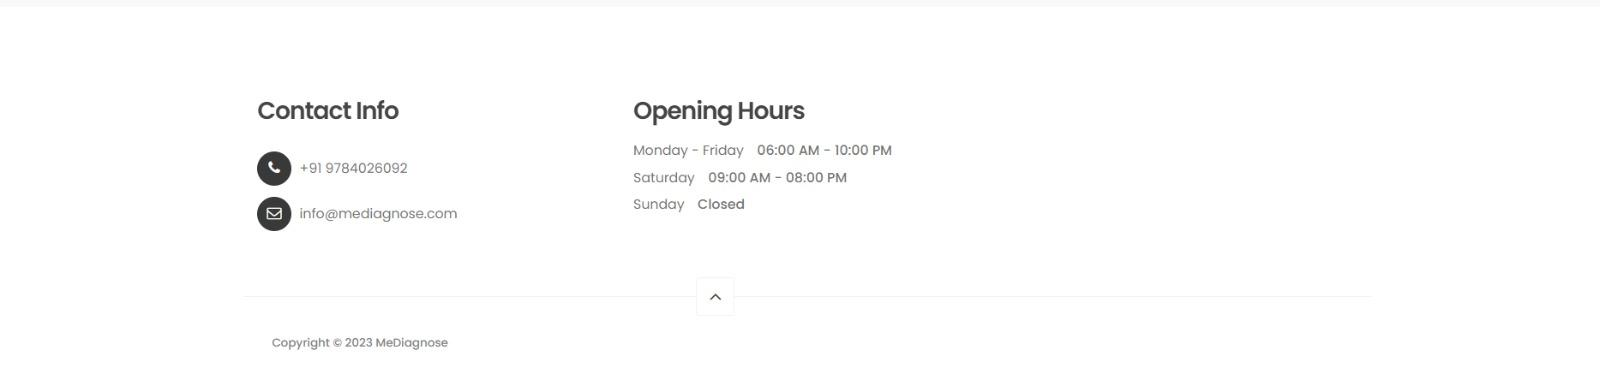 Contact Info
+91 9784026092
info@mediagnose.com
Opening Hours
Monday - Friday 06:00 AM - 10:00 PM
Saturday 09:00 AM - 08:00 PM
Sunday Closed
Copyright © 2023 MeDiagnose